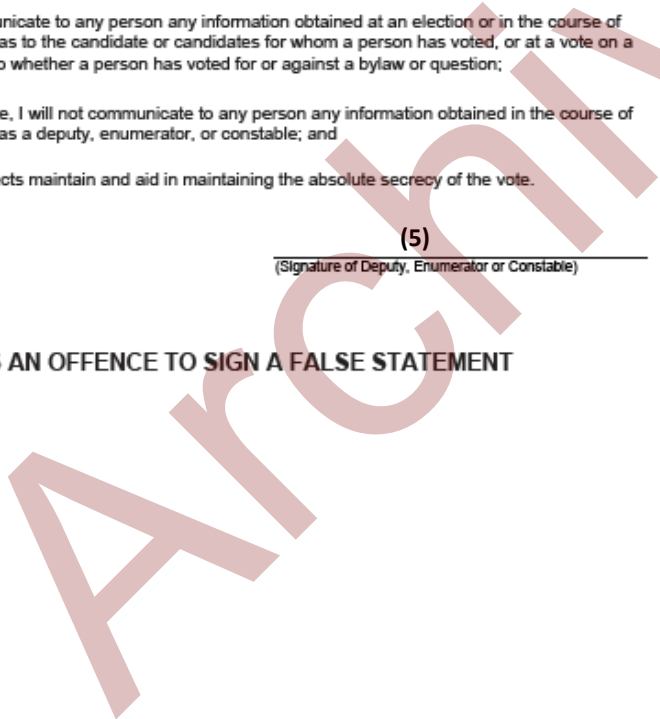 unicate to any person any information obtained at an election or in the course of
as to the candidate or candidates for whom a person has voted, or at a vote on a
o whether a person has voted for or against a bylaw or question;
e, I will not communicate to any person any information obtained in the course of
as a deputy, enumerator, or constable; and
cts maintain and aid in maintaining the absolute secrecy of the vote.
(5)
(Signature of Deputy, Enumerator or Constable)
AN OFFENCE TO SIGN A FALSE STATEMENT
Archiv